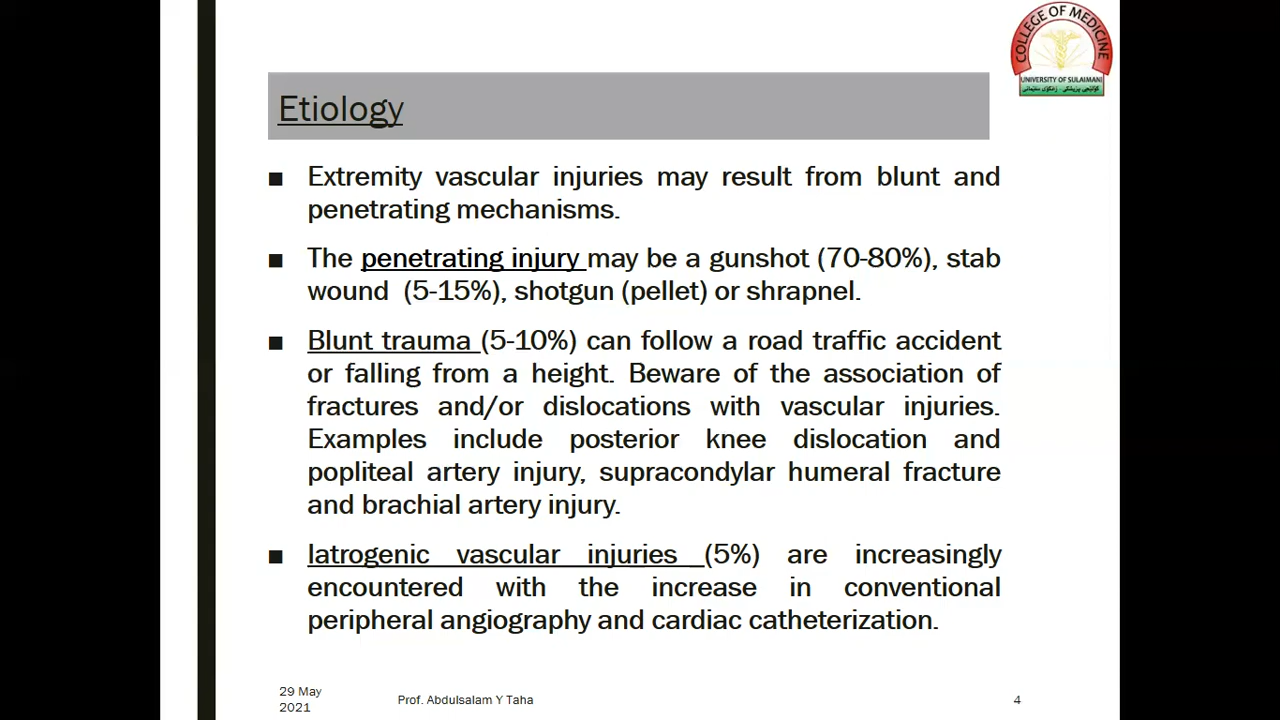 COLLEGE OF MEDICINE
UNIVERSITY OF SULAIMANI
Etiology
■ Extremity vascular injuries may result from blunt and
penetrating mechanisms.
■ The penetrating injury may be a gunshot (70-80%), stab
wound (5-15%), shotgun (pellet) or shrapnel.
■ Blunt trauma (5-10%) can follow a road traffic accident
or falling from a height. Beware of the association of
fractures and/or dislocations with vascular injuries.
Examples include posterior knee dislocation and
popliteal artery injury, supracondylar humeral fracture
and brachial artery injury.
■ Iatrogenic vascular injuries (5%) are increasingly
encountered with the increase in conventional
peripheral angiography and cardiac catheterization.
29 May
2021
Prof. Abdulsalam Y Taha
4